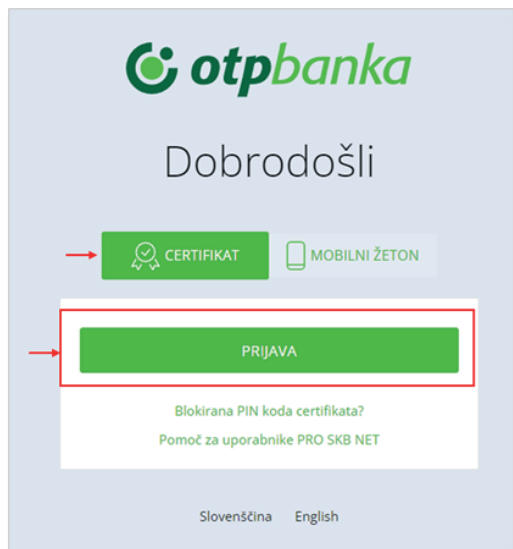 otpbanka
Dobrodošli
CERTIFIKAT MOBILNI ŽETON
PRIJAVA
Blokirana PIN koda certifikata?
Pomoč za uporabnike PRO SKB NET
Slovenščina English